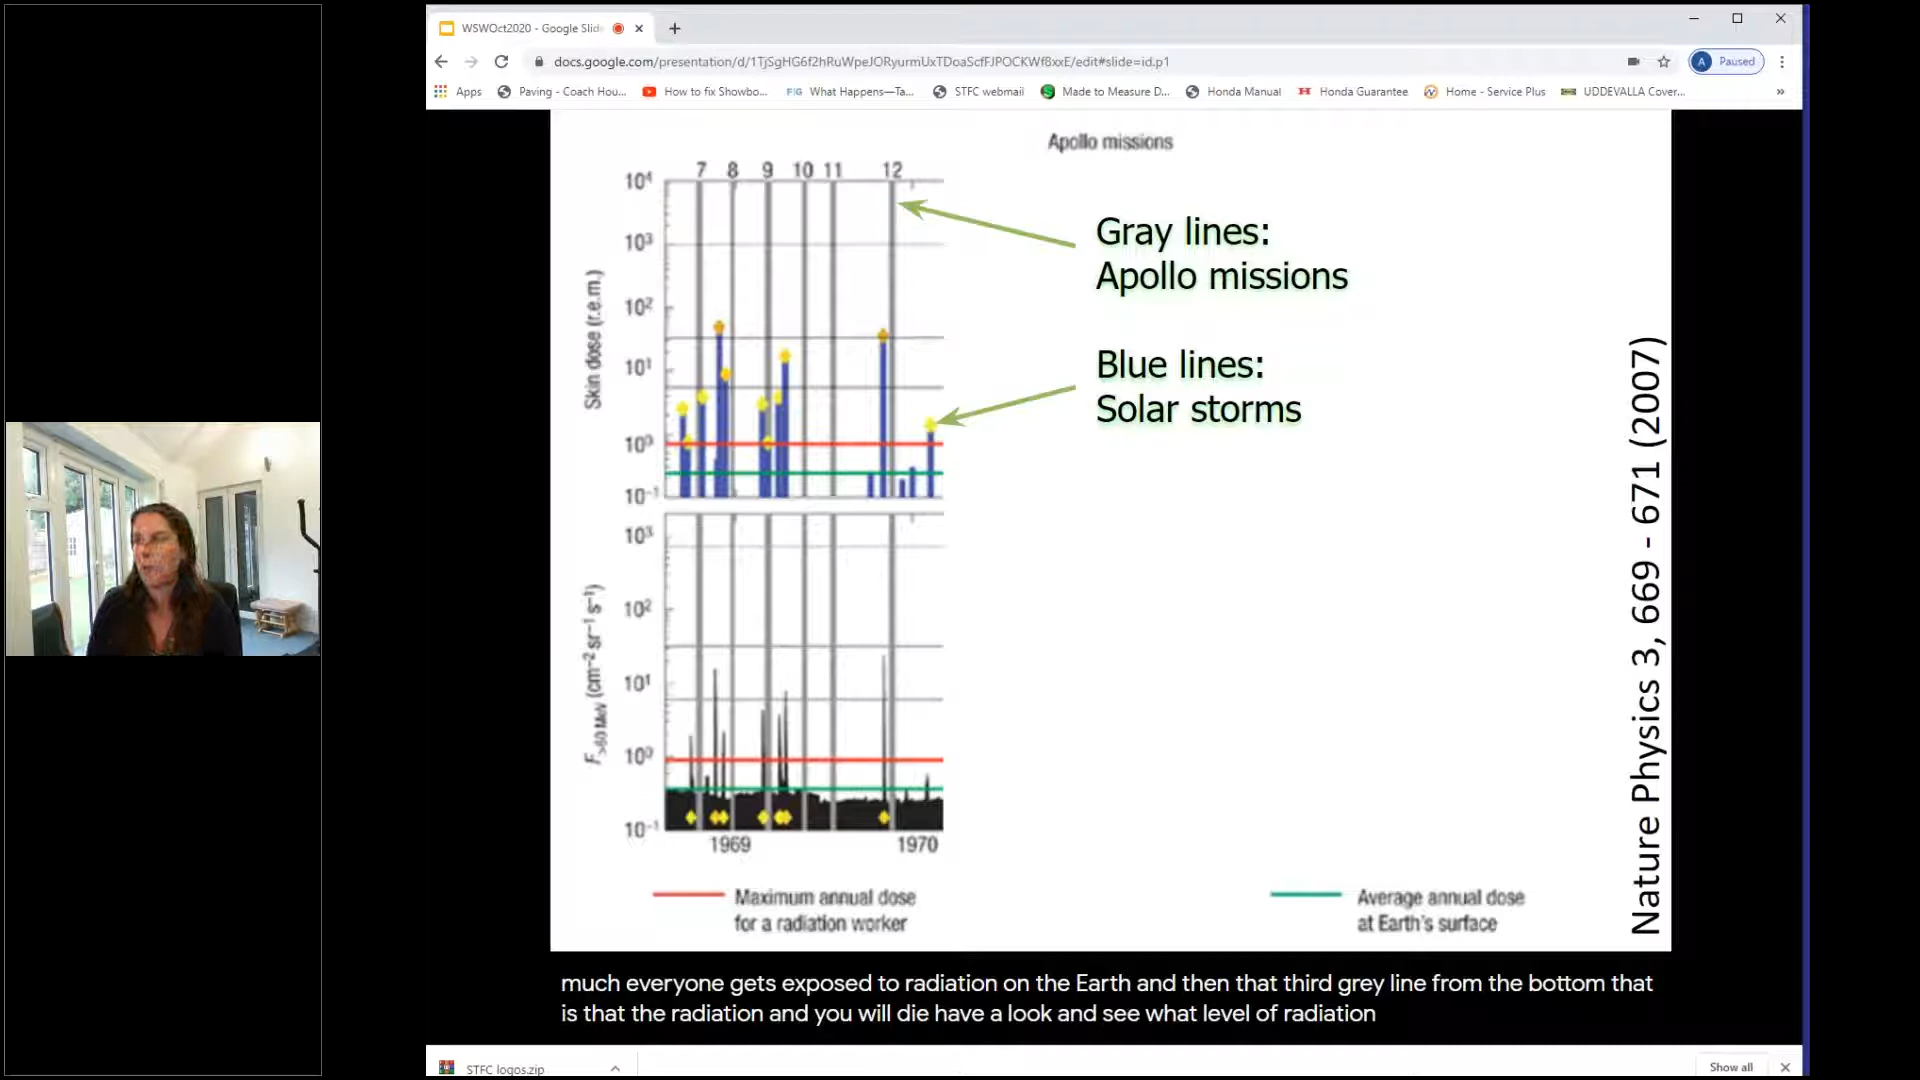 WSWOct2020 - Google Slid
docs.google.com/presentation/d/1TjSgHG6f2hRuWpeJORyurmUxTDoaScfFJPOCKWf8xxE/edit#slide=id.p1
A Paused
Apps Paving - Coach Hou... How to fix Showbo... F|G What Happens—Ta... STFC webmail Made to Measure D... Honda Manual Honda Guarantee Home - Service Plus UDDEVALLA Cover... »
Apollo missions
7 8 9 10 11 12
10⁴
10³
10²
10¹
10⁰
10⁻¹
Skin dose (r.e.m.)
Gray lines:
Apollo missions
Blue lines:
Solar storms
10³
10²
10¹
10⁰
10⁻¹
F>60 MeV (cm⁻² sr⁻¹ s⁻¹)
1969 1970
Maximum annual dose
for a radiation worker
Average annual dose
at Earth's surface
Nature Physics 3, 669 - 671 (2007)
much everyone gets exposed to radiation on the Earth and then that third grey line from the bottom that
is that the radiation and you will die have a look and see what level of radiation
STFC logos.zip
Show all